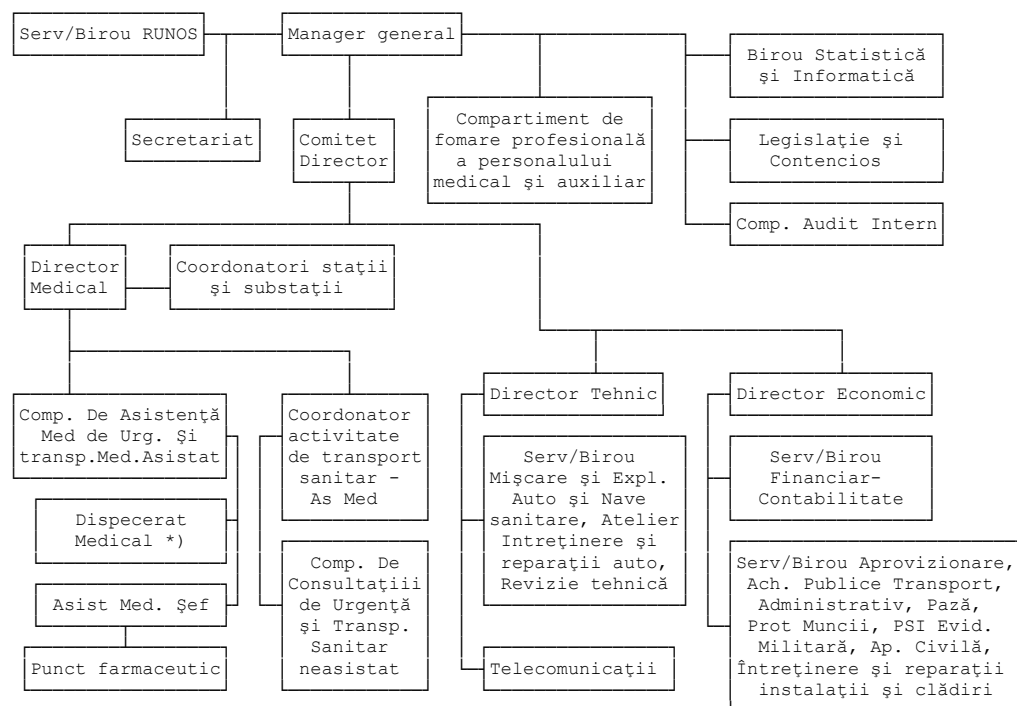 Serv/Birou RUNOS
Manager general
Birou Statistică
şi Informatică
Secretariat
Comitet
Director
Compartiment de
fomare profesională
a personalului
medical şi auxiliar
Legislaţie şi
Contencios
Comp. Audit Intern
Director
Medical
Coordonatori staţii
şi substaţii
Director Tehnic
Director Economic
Comp. De Asistenţă
Med de Urg. Şi
transp.Med.Asistat
Coordonator
activitate
de transport
sanitar -
As Med
Serv/Birou
Mişcare şi Expl.
Auto şi Nave
sanitare, Atelier
Intreţinere şi
reparaţii auto,
Revizie tehnică
Serv/Birou
Financiar-
Contabilitate
Dispecerat
Medical *)
Comp. De
Consultaţiii
de Urgenţă
şi Transp.
Sanitar
neasistat
Serv/Birou Aprovizionare,
Ach. Publice Transport,
Administrativ, Pază,
Prot Muncii, PSI Evid.
Militară, Ap. Civilă,
Întreţinere şi reparaţii
instalaţii şi clădiri
Asist Med. Şef
Punct farmaceutic
Telecomunicaţii